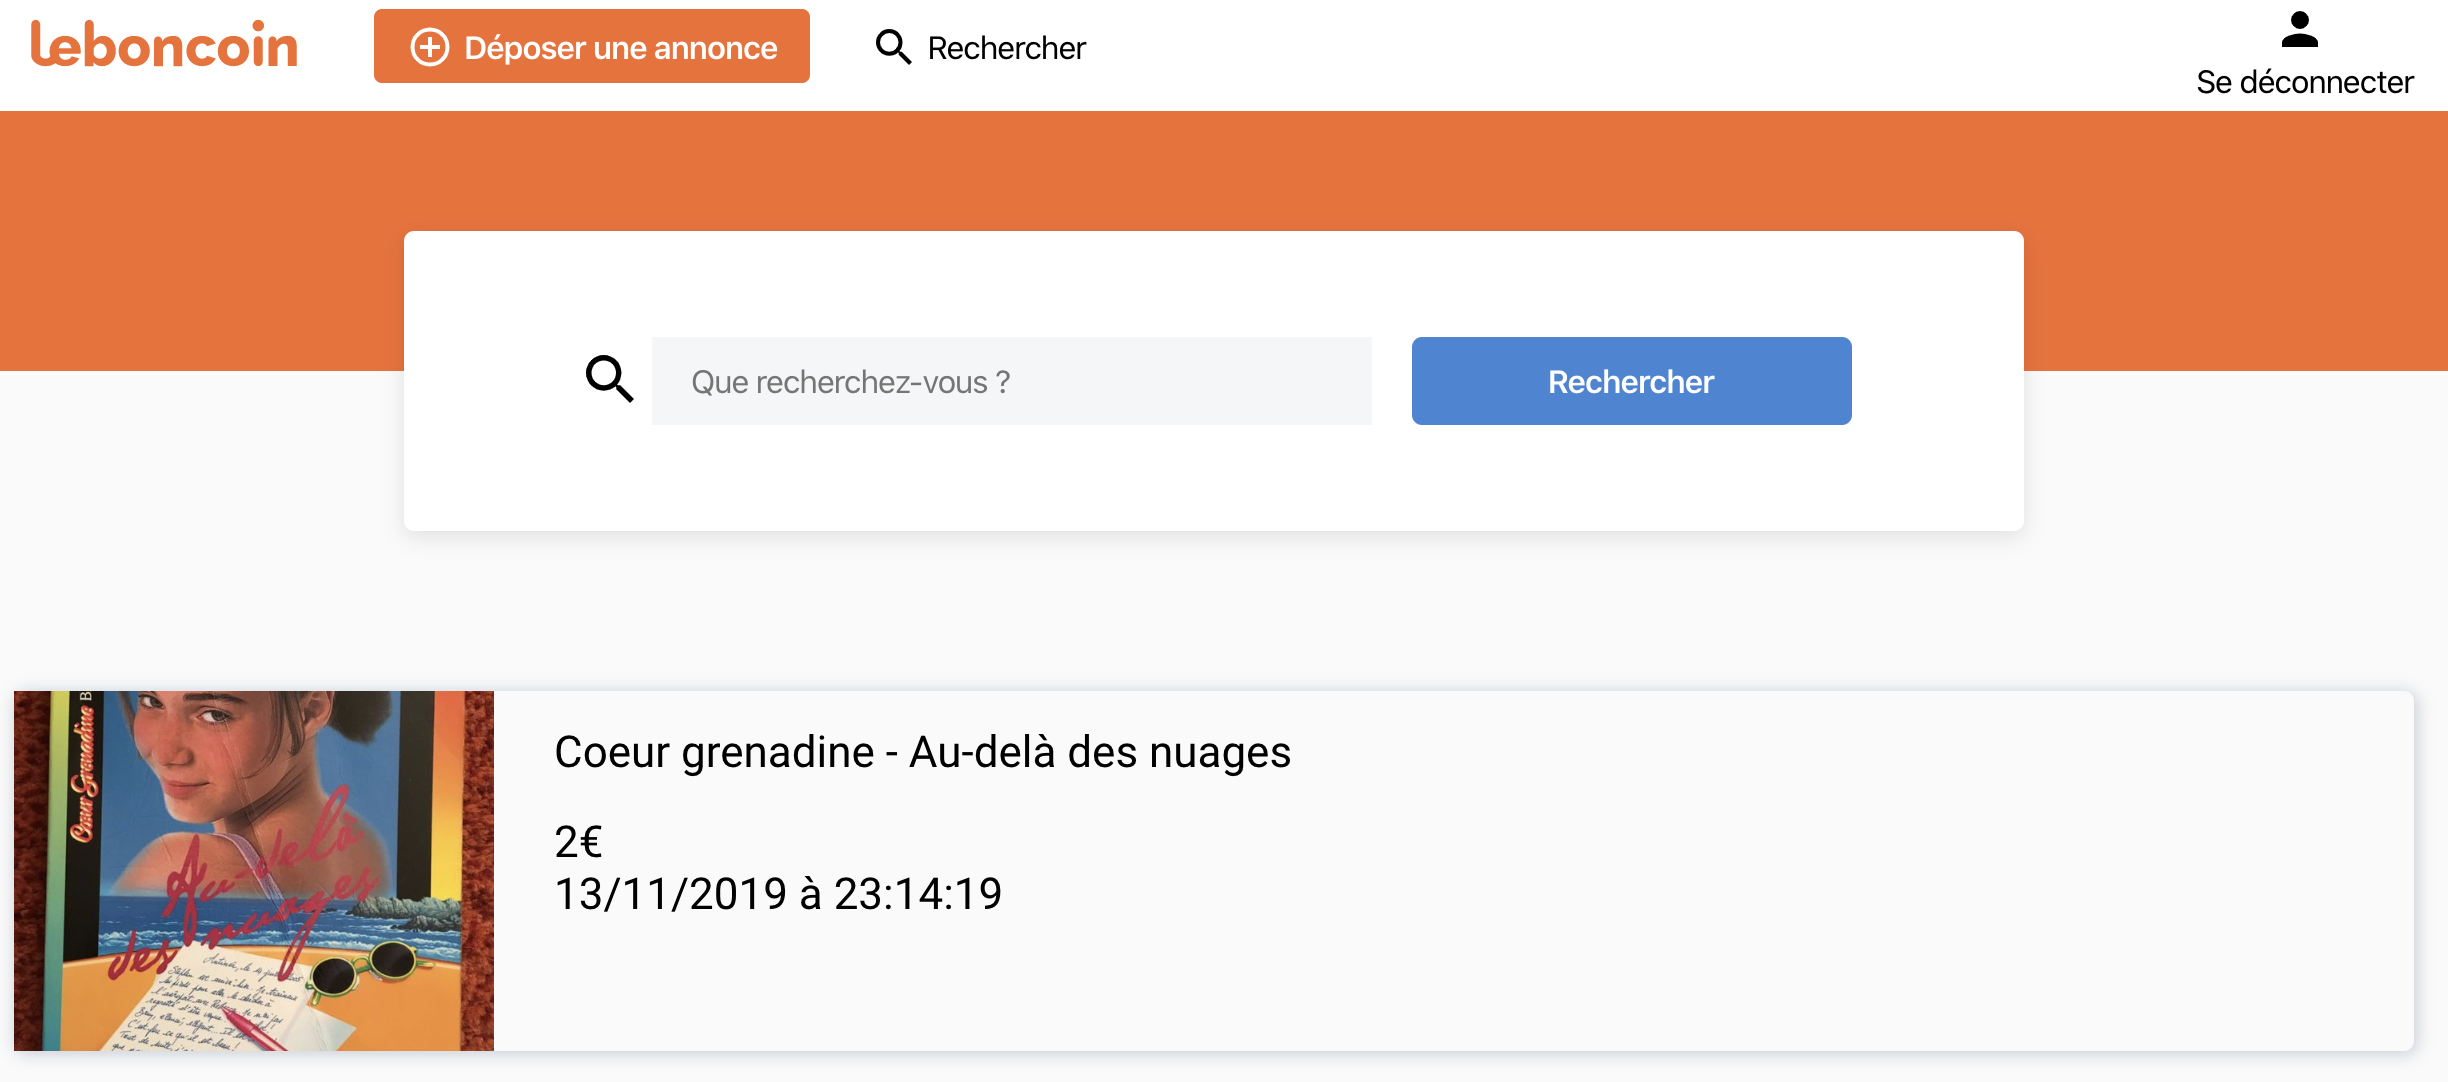 leboncoin
Déposer une annonce
Rechercher
Se déconnecter
Que recherchez-vous ?
Rechercher
Coeur grenadine - Au-delà des nuages
2€
13/11/2019 à 23:14:19
Coeur Grenadine B
Au-delà
des nuages